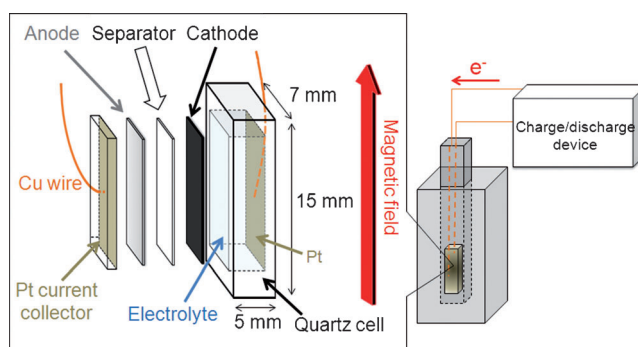 Anode
Separator
Cathode
7 mm
Magnetic field
15 mm
Cu wire
Pt
Pt current
collector
Electrolyte
5 mm
Quartz cell
e-
Charge/discharge
device